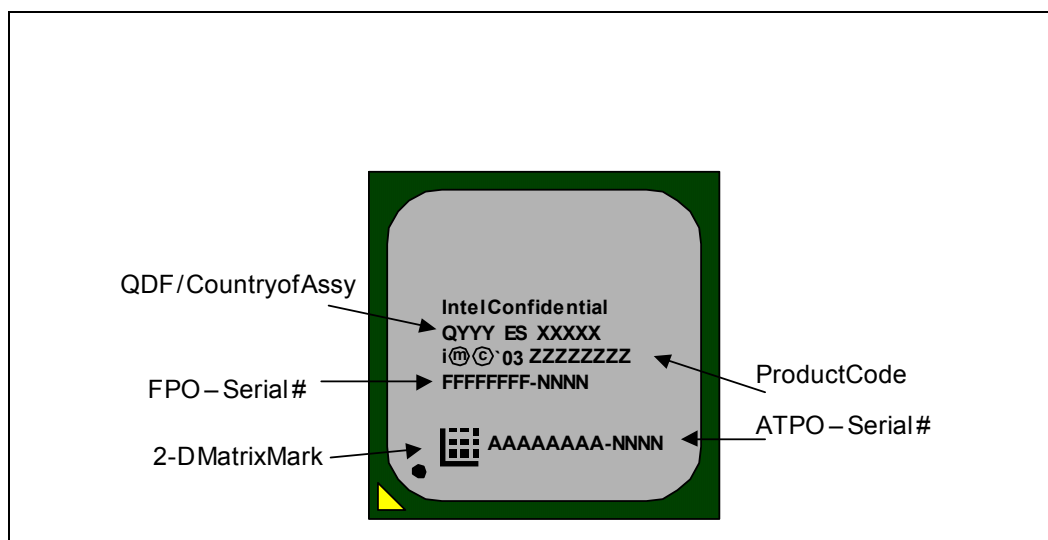 QDF/CountryofAssy
IntelConfidential
QYYY ES XXXXX
iⓜⓒ`03 ZZZZZZZZ
FPO–Serial#
FFFFFFFF-NNNN
ProductCode
ATPO–Serial#
2-DMatrixMark
AAAAAAAA-NNNN